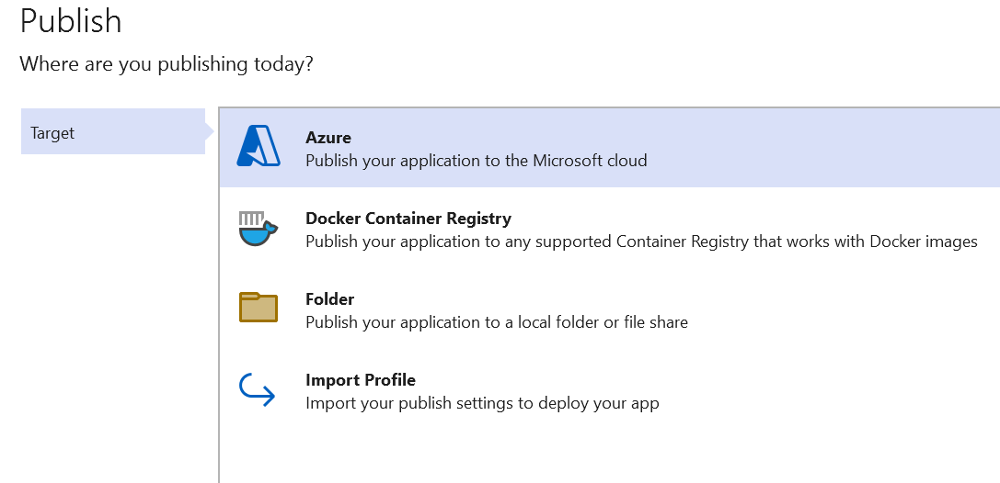 Publish
Where are you publishing today?
Target
Azure
Publish your application to the Microsoft cloud
Docker Container Registry
Publish your application to any supported Container Registry that works with Docker images
Folder
Publish your application to a local folder or file share
Import Profile
Import your publish settings to deploy your app